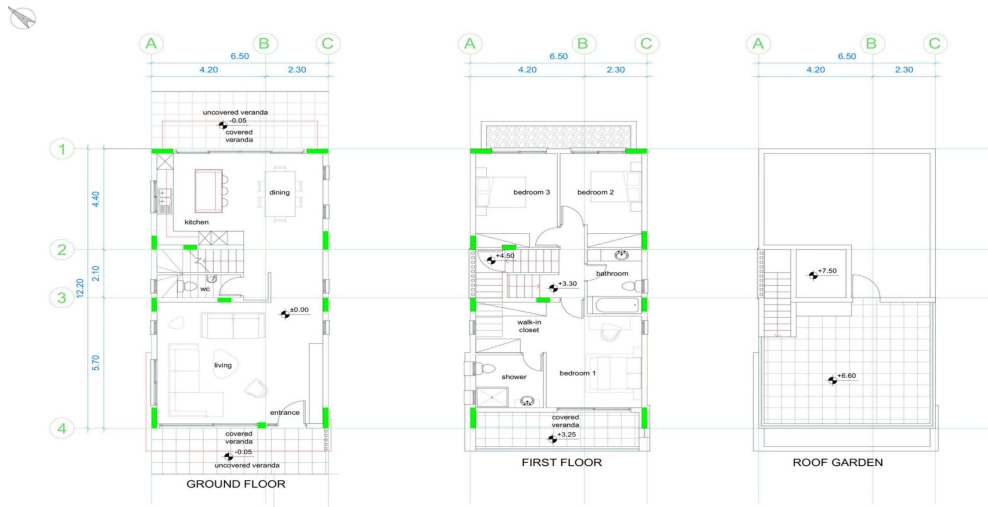 A B C
6.50
4.20 2.30
uncovered veranda
-0.05
covered
veranda
1
2
3
4
4.40
2.10
5.70
12.20
dining
kitchen
wc
±0.00
living
entrance
covered
veranda
-0.05
uncovered veranda
GROUND FLOOR
A B C
6.50
4.20 2.30
bedroom 3
bedroom 2
+4.50
bathroom
+3.30
walk-in
closet
shower
bedroom 1
covered
veranda
+3.25
FIRST FLOOR
A B C
6.50
4.20 2.30
+7.50
+6.60
ROOF GARDEN